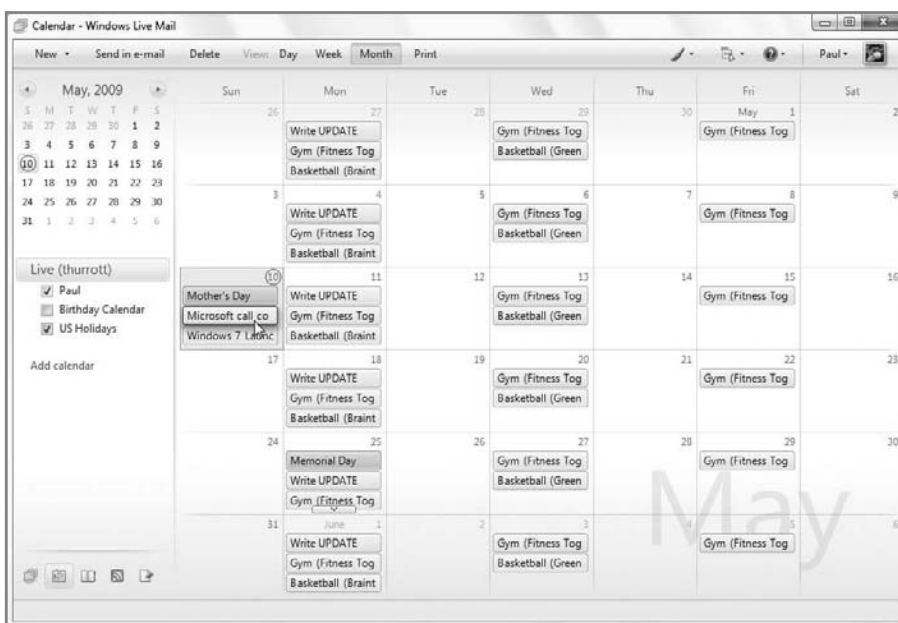 Calendar - Windows Live Mail
New Send in e-mail Delete View: Day Week Month Print Paul
May, 2009
S M T W T F S
26 27 28 29 30 1 2
3 4 5 6 7 8 9
10 11 12 13 14 15 16
17 18 19 20 21 22 23
24 25 26 27 28 29 30
31 1 2 3 4 5 6
Live (thurrott)
Paul
Birthday Calendar
US Holidays
Add calendar
Sun Mon Tue Wed Thu Fri Sat
26 27 28 29 30 May 1 2
Write UPDATE Gym (Fitness Tog Gym (Fitness Tog
Gym (Fitness Tog Basketball (Green
Basketball (Braint
3 4 5 6 7 8 9
Write UPDATE Gym (Fitness Tog Gym (Fitness Tog
Gym (Fitness Tog Basketball (Green
Basketball (Braint
10 11 12 13 14 15 16
Mother's Day Write UPDATE Gym (Fitness Tog Gym (Fitness Tog
Microsoft call co Gym (Fitness Tog Basketball (Green
Windows 7 Launc Basketball (Braint
17 18 19 20 21 22 23
Write UPDATE Gym (Fitness Tog Gym (Fitness Tog
Gym (Fitness Tog Basketball (Green
Basketball (Braint
24 25 26 27 28 29 30
Memorial Day Gym (Fitness Tog Gym (Fitness Tog
Write UPDATE Basketball (Green
Gym (Fitness Tog
31 June 1 2 3 4 5 6
Write UPDATE Gym (Fitness Tog Gym (Fitness Tog
Gym (Fitness Tog Basketball (Green
Basketball (Braint
May